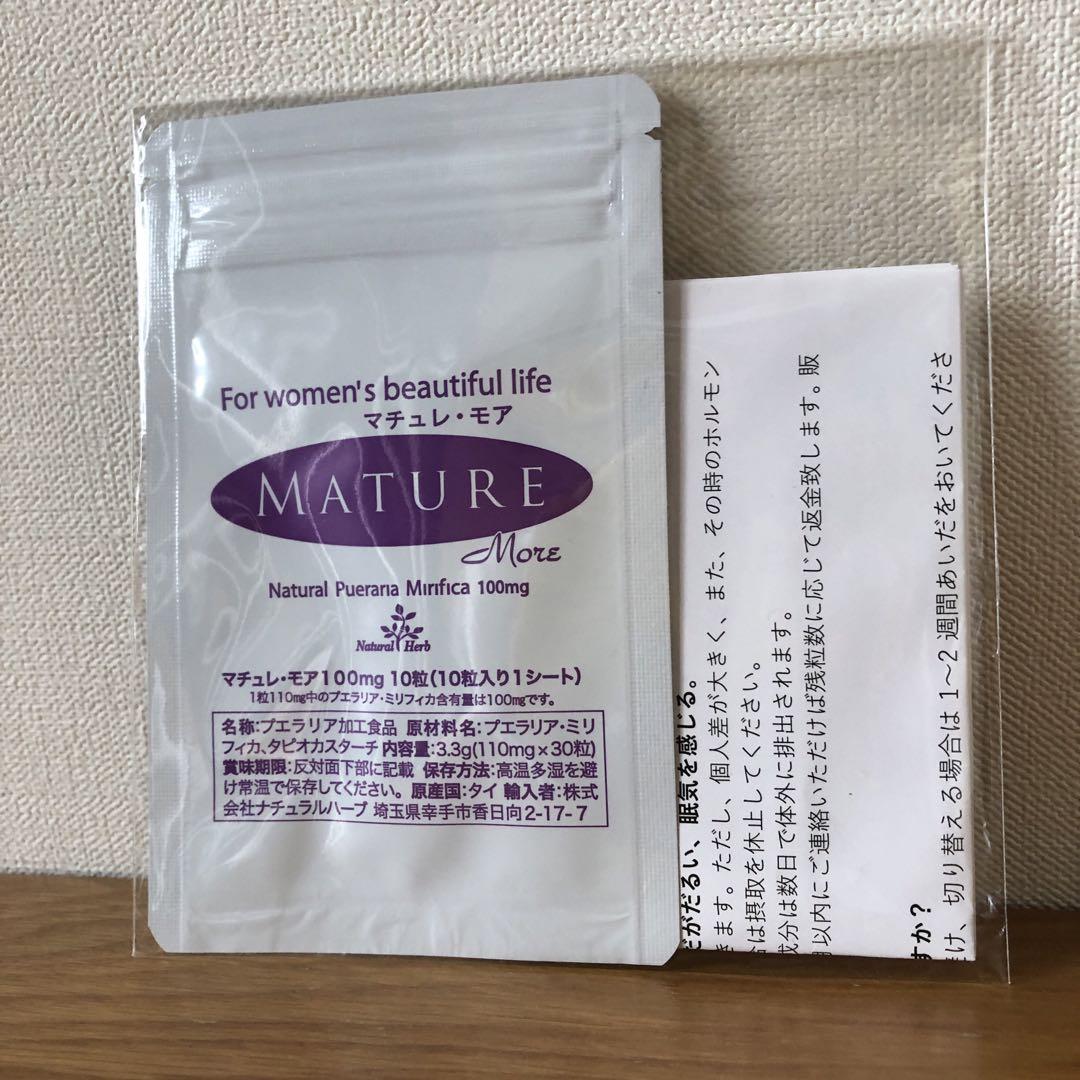 For women's beautiful life
マチュレ・モア
MATURE
More
Natural Pueraria Mirifica 100mg
Natural Herb
マチュレ・モア100mg 10粒(10粒入り1シート)
1粒110mg中のプエラリア・ミリフィカ含有量は100mgです。
名称:プエラリア加工食品 原材料名:プエラリア・ミリ
フィカ、タピオカスターチ 内容量:3.3g(110mg×30粒)
賞味期限:反対面下部に記載 保存方法:高温多湿を避
け常温で保存してください。原産国:タイ 輸入者:株式
会社ナチュラルハーブ 埼玉県幸手市香日向2-17-7
だがだるい、眠気を感じる。
きます。ただし、個人差が大きく、また、その時のホルモン
は摂取を休止してください。
成分は数日で体外に排出されます。
以内にご連絡いただければ残粒数に応じて返金致します。販
すか？
け、切り替える場合は1〜2週間あいだをおいてくださ